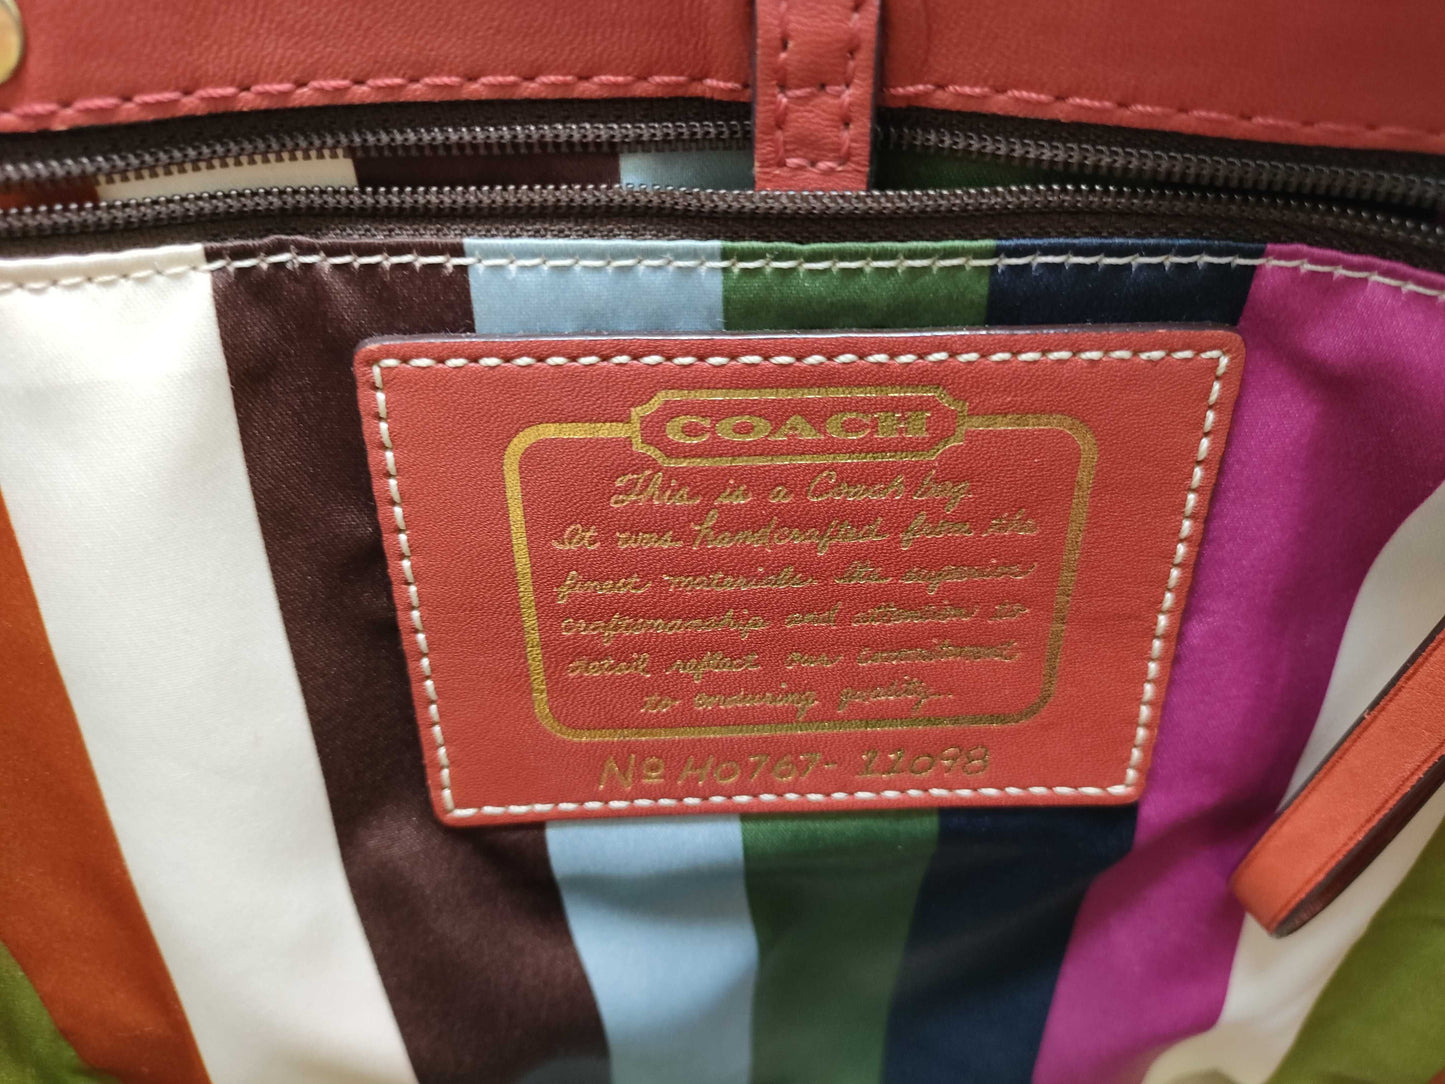 COACH
This is a Coach bag.
It was handcrafted from the
finest materials. Its superior
craftsmanship and attention to
detail reflect our commitment
to enduring quality.
Nº H0767-11098